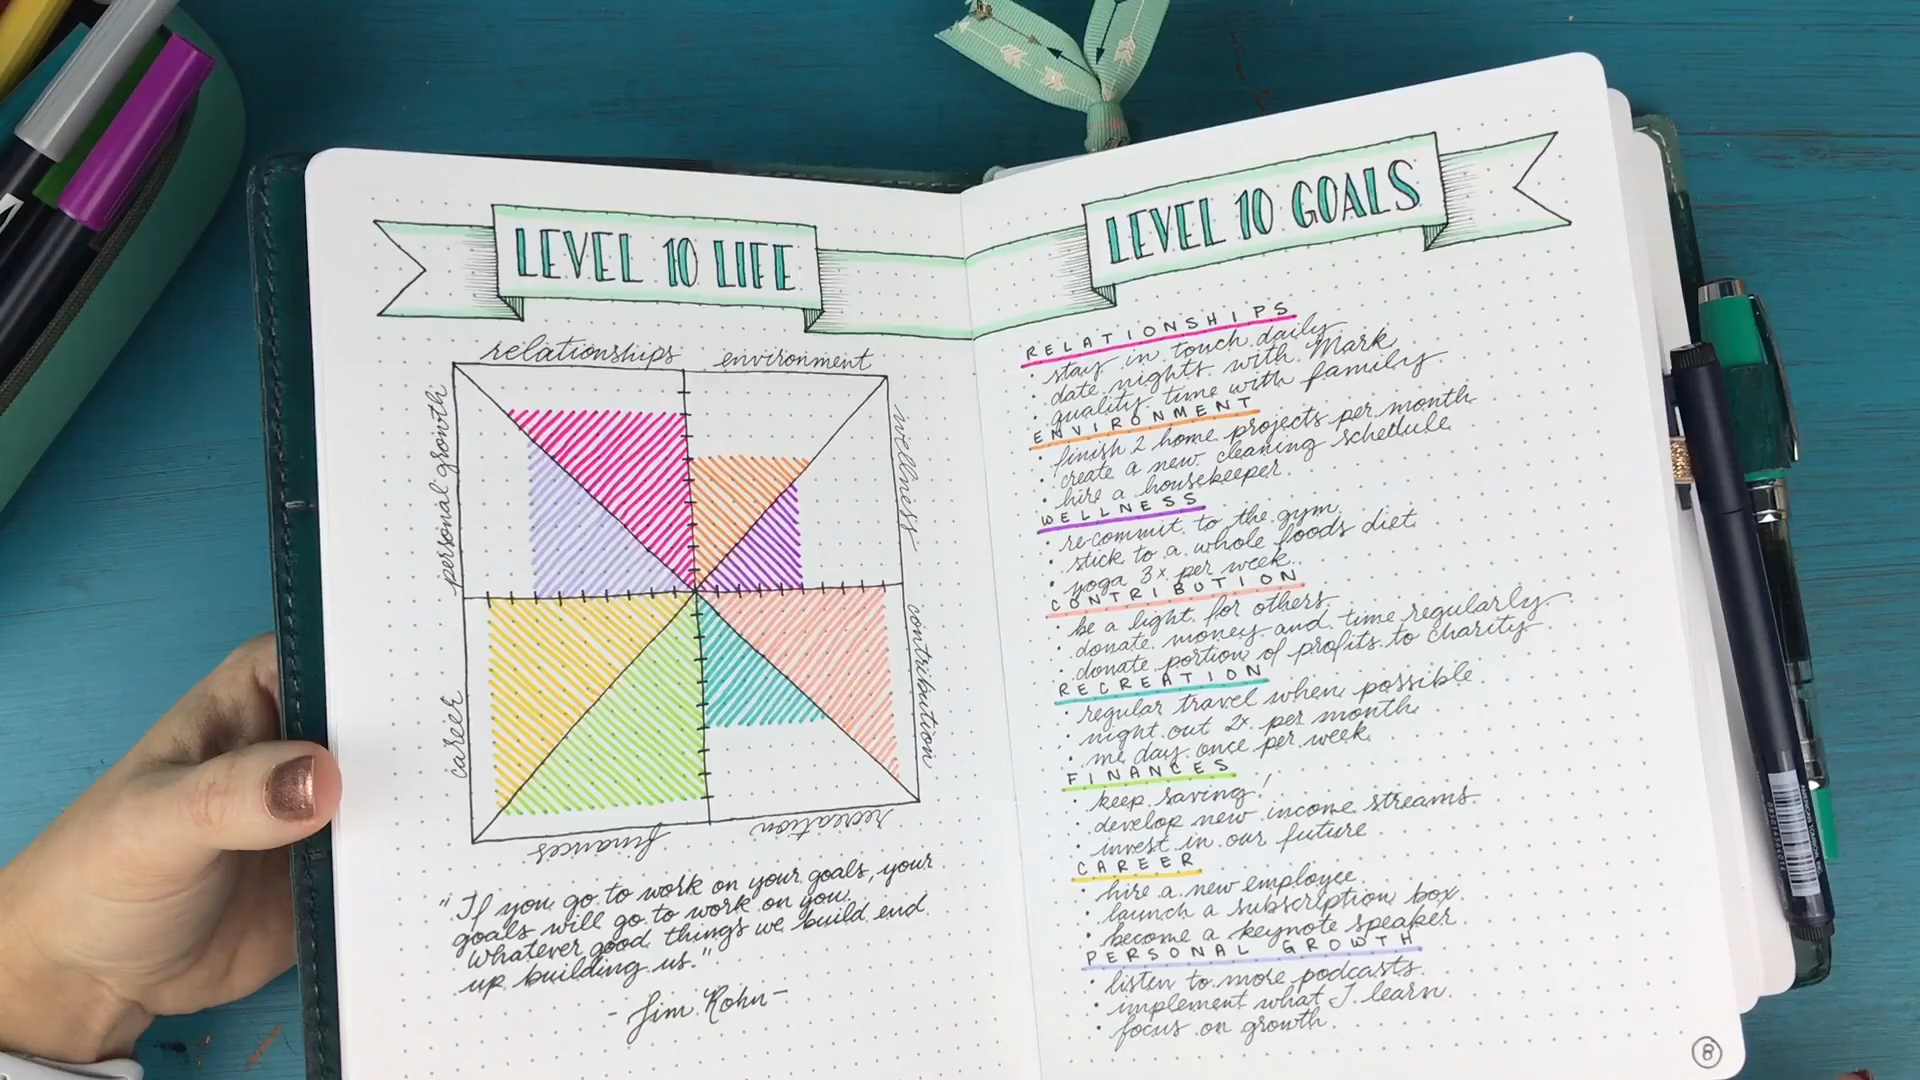 LEVEL 10 LIFE
relationships
environment
personal growth
wellness
career
contribution
finances
recreation
"If you go to work on your goals, your
goals will go to work on you.
whatever good things we build end
up building us."
- Jim Rohn -
LEVEL 10 GOALS
RELATIONSHIPS
· stay in touch daily
· date nights with Mark
· quality time with family
ENVIRONMENT
· finish 2 home projects per month
· create a new cleaning schedule
· hire a housekeeper
WELLNESS
· re-commit to the gym
· stick to a whole foods diet
· yoga 3x per week
CONTRIBUTION
· be a light for others
· donate money and time regularly
· donate portion of profits to charity
RECREATION
· regular travel when possible
· night out 2x per month
· me day once per week
FINANCES
· keep saving!
· develop new income streams
· invest in our future
CAREER
· hire a new employee
· launch a subscription box
· become a keynote speaker
PERSONAL GROWTH
· listen to more podcasts
· implement what I learn
· focus on growth
8